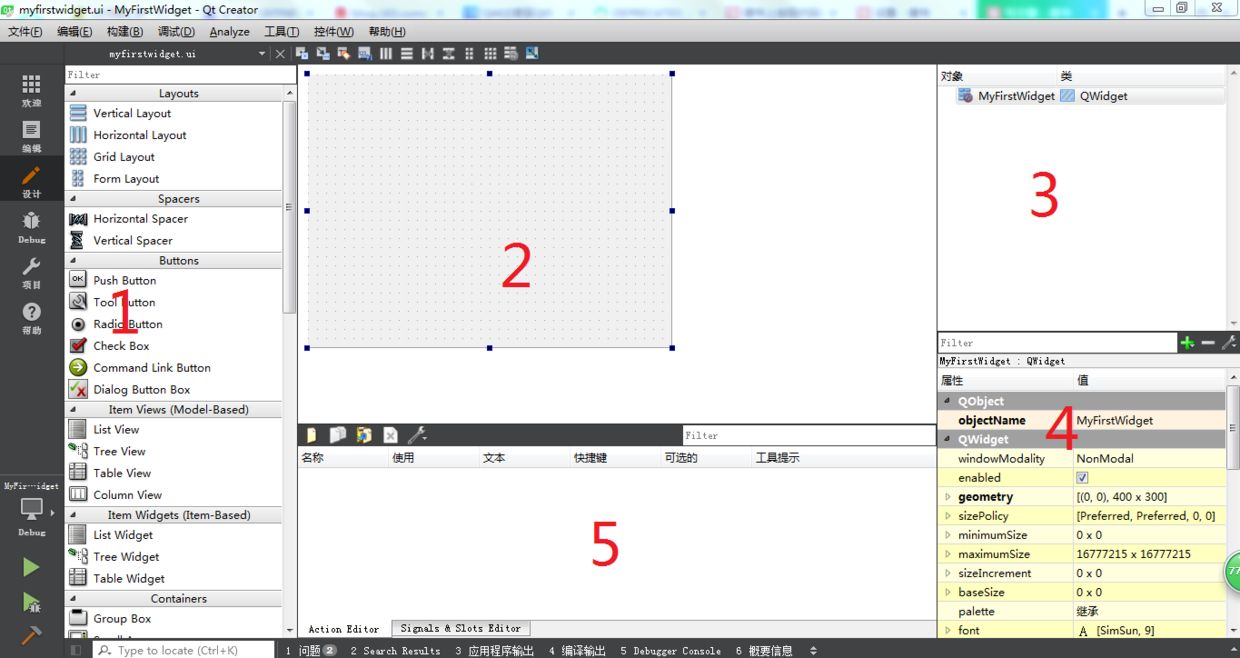 myfirstwidget.ui - MyFirstWidget - Qt Creator
文件(F) 编辑(E) 构建(B) 调试(D) Analyze 工具(T) 控件(W) 帮助(H)
myfirstwidget.ui
欢迎
编辑
设计
Debug
项目
帮助
MyFir···idget
Debug
Filter
Layouts
Vertical Layout
Horizontal Layout
Grid Layout
Form Layout
Spacers
Horizontal Spacer
Vertical Spacer
Buttons
OK Push Button
Tool Button
Radio Button
Check Box
Command Link Button
Dialog Button Box
Item Views (Model-Based)
List View
Tree View
Table View
Column View
Item Widgets (Item-Based)
List Widget
Tree Widget
Table Widget
Containers
Group Box
1
2
Filter
名称 使用 文本 快捷键 可选的 工具提示
5
Action Editor Signals & Slots Editor
对象 类
MyFirstWidget QWidget
3
Filter
MyFirstWidget : QWidget
属性 值
QObject
objectName MyFirstWidget
QWidget
4
windowModality NonModal
enabled
geometry [(0, 0), 400 x 300]
sizePolicy [Preferred, Preferred, 0, 0]
minimumSize 0 x 0
maximumSize 16777215 x 16777215
sizeIncrement 0 x 0
baseSize 0 x 0
palette 继承
font A [SimSun, 9]
77
Type to locate (Ctrl+K) 1 问题 2 2 Search Results 3 应用程序输出 4 编译输出 5 Debugger Console 6 概要信息